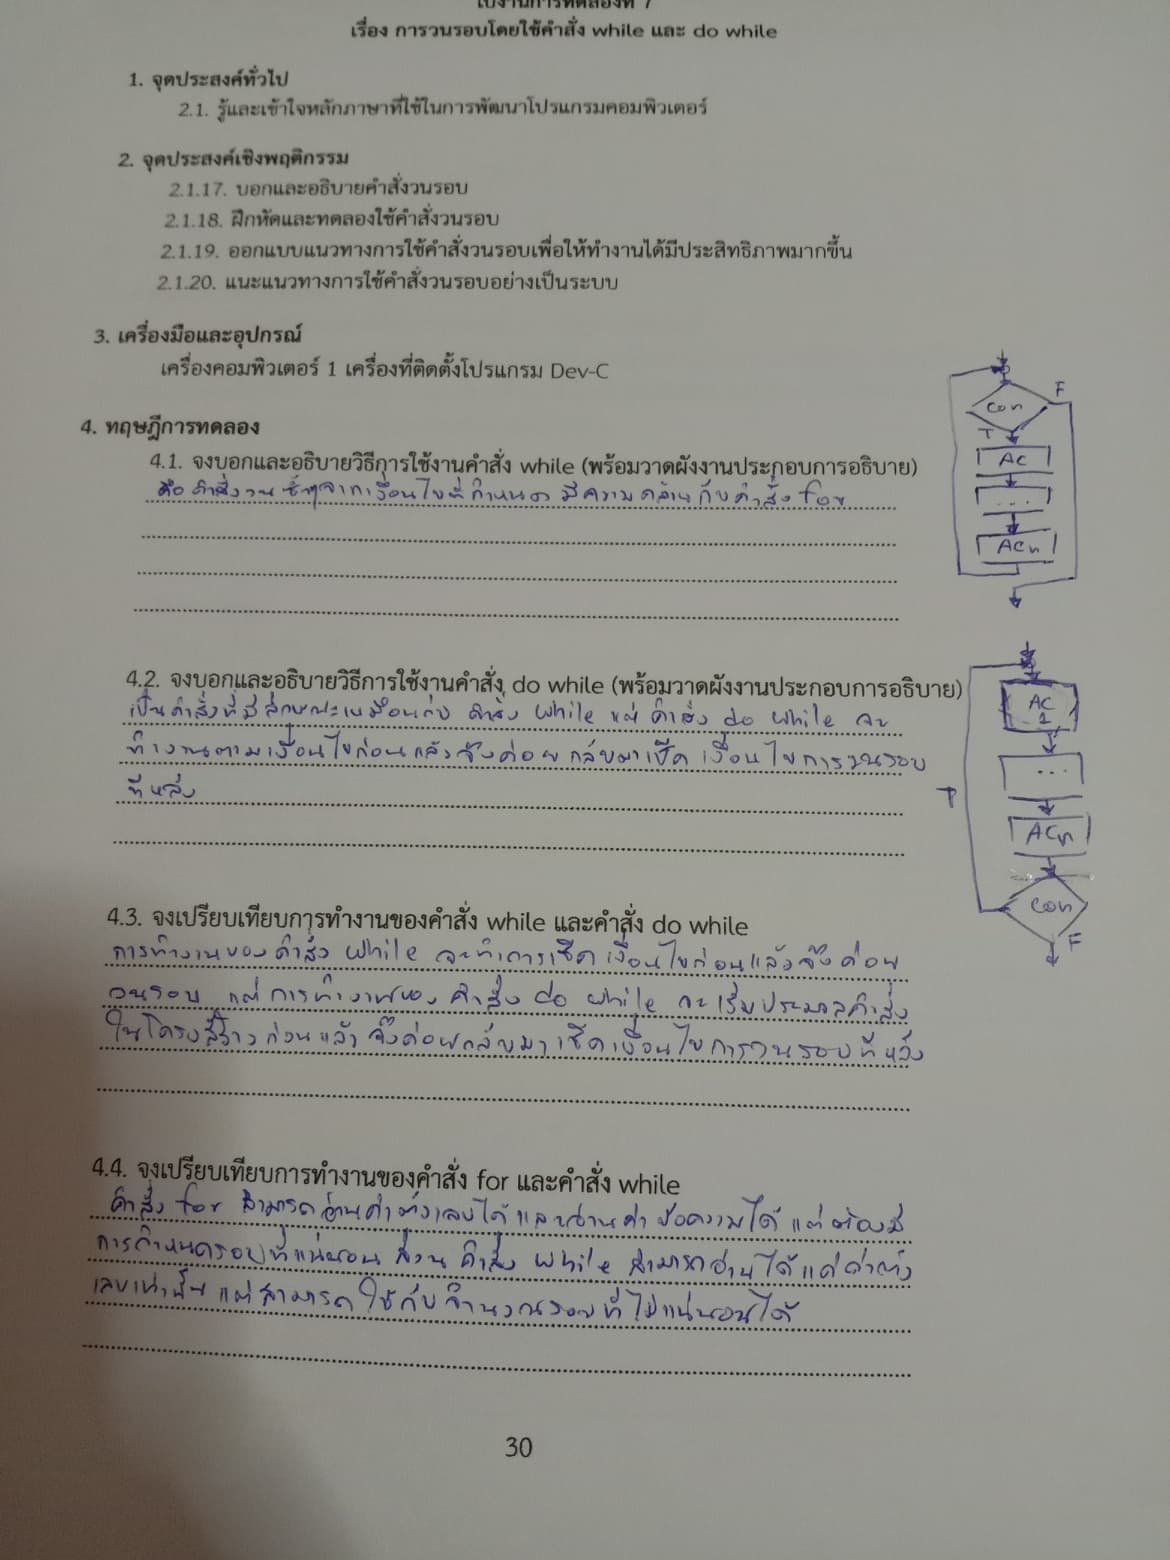 ใบงานการทดลองที่ 7
เรื่อง การวนรอบโดยใช้คำสั่ง while และ do while
1. จุดประสงค์ทั่วไป
2.1. รู้และเข้าใจหลักภาษาที่ใช้ในการพัฒนาโปรแกรมคอมพิวเตอร์
2. จุดประสงค์เชิงพฤติกรรม
2.1.17. บอกและอธิบายคำสั่งวนรอบ
2.1.18. ฝึกหัดและทดลองใช้คำสั่งวนรอบ
2.1.19. ออกแบบแนวทางการใช้คำสั่งวนรอบเพื่อให้ทำงานได้มีประสิทธิภาพมากขึ้น
2.1.20. แนะแนวทางการใช้คำสั่งวนรอบอย่างเป็นระบบ
3. เครื่องมือและอุปกรณ์
เครื่องคอมพิวเตอร์ 1 เครื่องที่ติดตั้งโปรแกรม Dev-C
4. ทฤษฎีการทดลอง
4.1. จงบอกและอธิบายวิธีการใช้งานคำสั่ง while (พร้อมวาดผังงานประกอบการอธิบาย)
คือ คำสั่งวนซ้ำๆจากเงื่อนไขที่กำหนด มีความคล้ายกับคำสั่ง for
F
con
T
AC
...
ACn
4.2. จงบอกและอธิบายวิธีการใช้งานคำสั่ง do while (พร้อมวาดผังงานประกอบการอธิบาย)
เป็นคำสั่งที่มีลักษณะเหมือนกับ คำสั่ง while แต่ คำสั่ง do while จะ
ทำงานตามเงื่อนไขก่อนแล้วจึงค่อยกลับมาเช็ค เงื่อนไขการวนรอบ
ทีหลัง
AC
1
...
T
ACn
con
F
4.3. จงเปรียบเทียบการทำงานของคำสั่ง while และคำสั่ง do while
การทำงานของคำสั่ง while จะทำการเช็คเงื่อนไขก่อนแล้วจึงค่อย
วนรอบ แต่การทำงานของ คำสั่ง do while จะเริ่มประมวลคำสั่ง
ในโครงสร้างก่อนแล้ว จึงค่อยกลับมาเช็คเงื่อนไขการวนรอบทีหลัง
4.4. จงเปรียบเทียบการทำงานของคำสั่ง for และคำสั่ง while
คำสั่ง for สามารถอ่านค่าตัวเลขได้และอ่านค่าข้อความได้ แต่ต้องมี
การกำหนดรอบที่แน่นอน ส่วน คำสั่ง while สามารถอ่านได้แค่ค่าตัว
เลขเท่านั้น แต่สามารถใช้กับจำนวนรอบที่ไม่แน่นอนได้
30